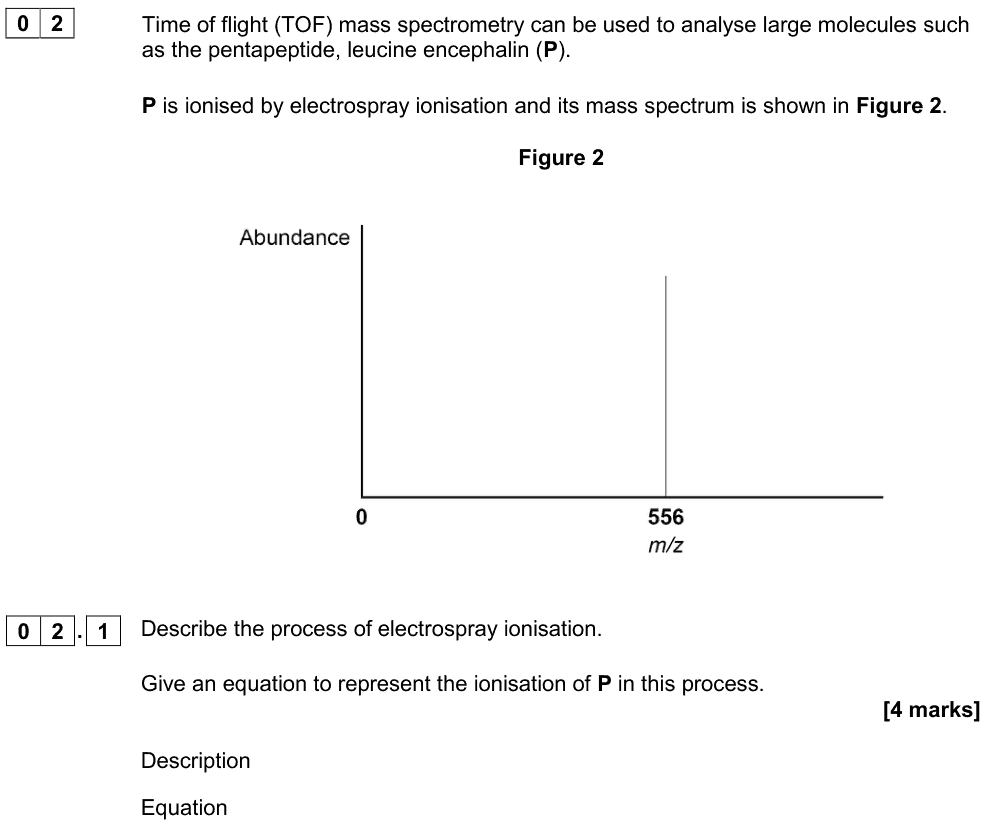 0 2 Time of flight (TOF) mass spectrometry can be used to analyse large molecules such
as the pentapeptide, leucine encephalin (P).
P is ionised by electrospray ionisation and its mass spectrum is shown in Figure 2.
Figure 2
Abundance
0 556
m/z
0 2 . 1 Describe the process of electrospray ionisation.
Give an equation to represent the ionisation of P in this process.
[4 marks]
Description
Equation